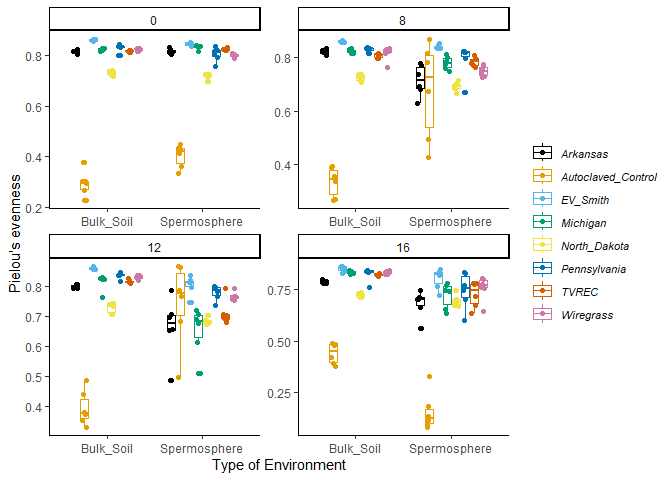 0
8
0.8
0.6
0.4
0.2
0.8
0.6
0.4
Bulk_Soil
Spermosphere
Bulk_Soil
Spermosphere
12
16
0.8
0.7
0.6
0.5
0.4
0.75
0.50
0.25
Bulk_Soil
Spermosphere
Bulk_Soil
Spermosphere
Pielou's evenness
Type of Environment
Arkansas
Autoclaved_Control
EV_Smith
Michigan
North_Dakota
Pennsylvania
TVREC
Wiregrass